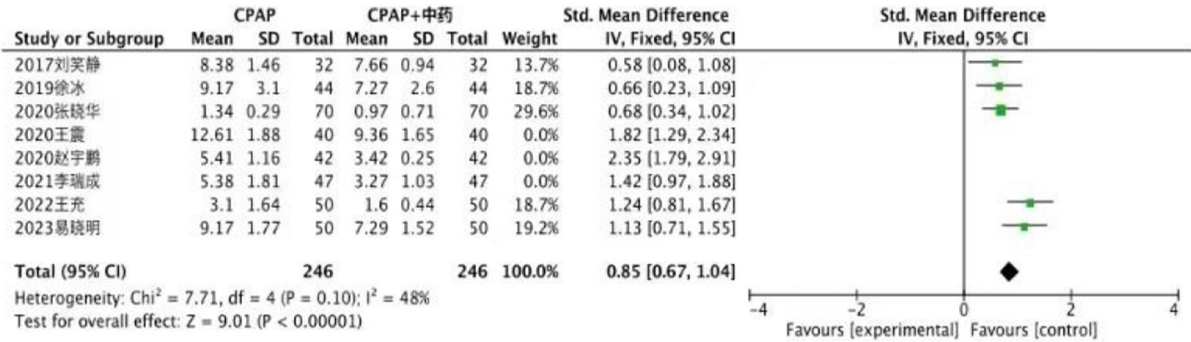 CPAP CPAP+中药 Std. Mean Difference Std. Mean Difference
Study or Subgroup Mean SD Total Mean SD Total Weight IV, Fixed, 95% CI IV, Fixed, 95% CI
2017刘笑静 8.38 1.46 32 7.66 0.94 32 13.7% 0.58 [0.08, 1.08]
2019徐冰 9.17 3.1 44 7.27 2.6 44 18.7% 0.66 [0.23, 1.09]
2020张晓华 1.34 0.29 70 0.97 0.71 70 29.6% 0.68 [0.34, 1.02]
2020王震 12.61 1.88 40 9.36 1.65 40 0.0% 1.82 [1.29, 2.34]
2020赵宇鹏 5.41 1.16 42 3.42 0.25 42 0.0% 2.35 [1.79, 2.91]
2021李瑞成 5.38 1.81 47 3.27 1.03 47 0.0% 1.42 [0.97, 1.88]
2022王充 3.1 1.64 50 1.6 0.44 50 18.7% 1.24 [0.81, 1.67]
2023易晓明 9.17 1.77 50 7.29 1.52 50 19.2% 1.13 [0.71, 1.55]
Total (95% CI) 246 246 100.0% 0.85 [0.67, 1.04]
Heterogeneity: Chi² = 7.71, df = 4 (P = 0.10); I² = 48%
Test for overall effect: Z = 9.01 (P < 0.00001)
-4 -2 0 2 4
Favours [experimental] Favours [control]